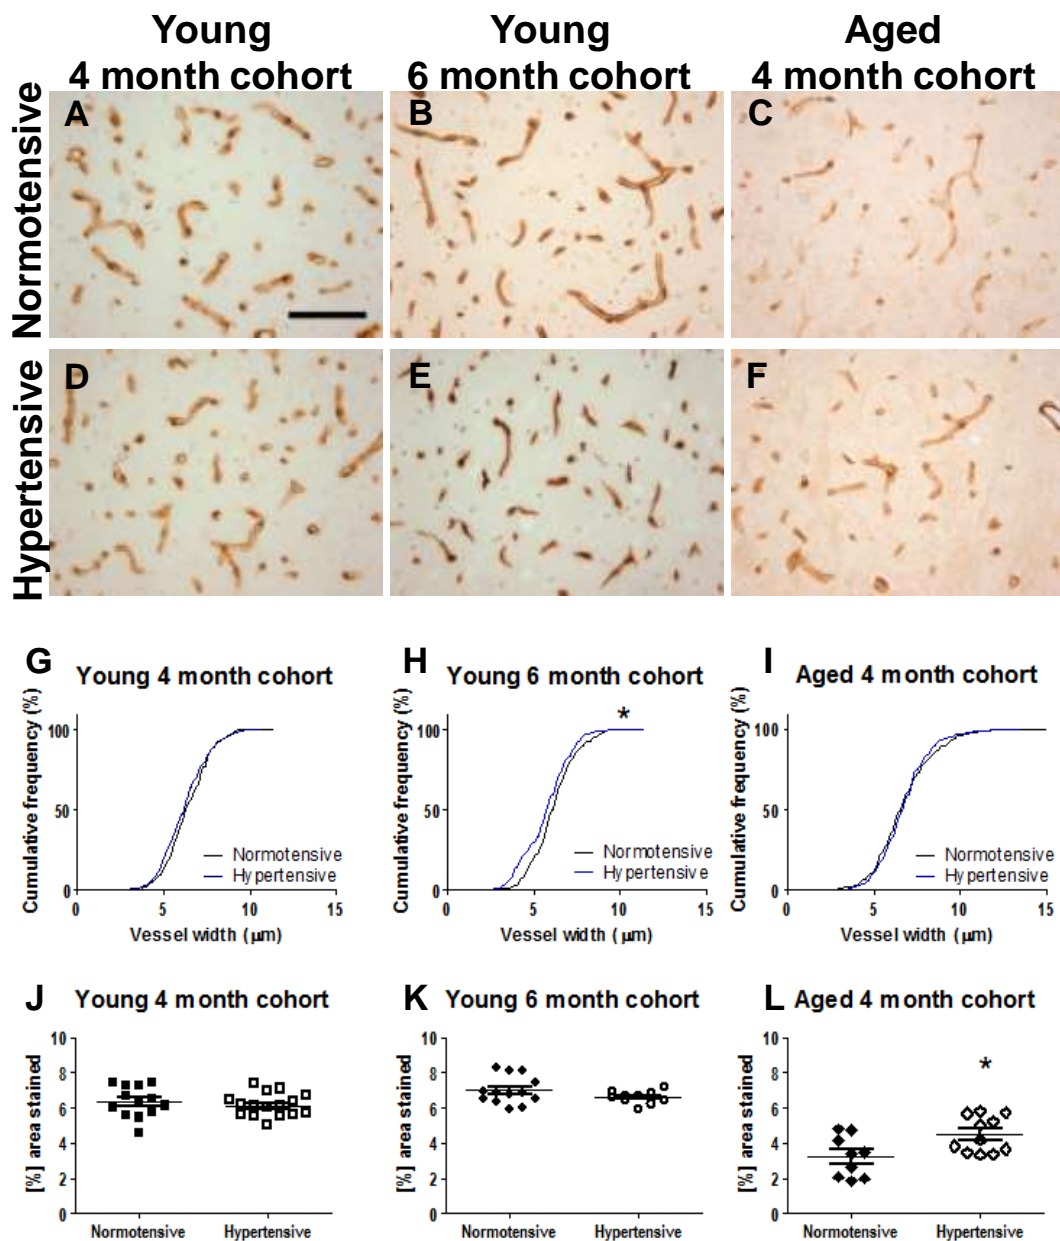 Young
4 month cohort
Young
6 month cohort
Aged
4 month cohort
Normotensive
A
B
C
Hypertensive
D
E
F
G
Young 4 month cohort
Cumulative frequency (%)
100
50
0
Normotensive
Hypertensive
0
5
10
15
Vessel width (μm)
H
Young 6 month cohort
*
Cumulative frequency (%)
100
50
0
Normotensive
Hypertensive
0
5
10
15
Vessel width (μm)
I
Aged 4 month cohort
Cumulative frequency (%)
100
50
0
Normotensive
Hypertensive
0
5
10
15
Vessel width (μm)
J
Young 4 month cohort
[%] area stained
10
8
6
4
2
0
Normotensive
Hypertensive
K
Young 6 month cohort
[%] area stained
10
8
6
4
2
0
Normotensive
Hypertensive
L
Aged 4 month cohort
*
[%] area stained
10
8
6
4
2
0
Normotensive
Hypertensive